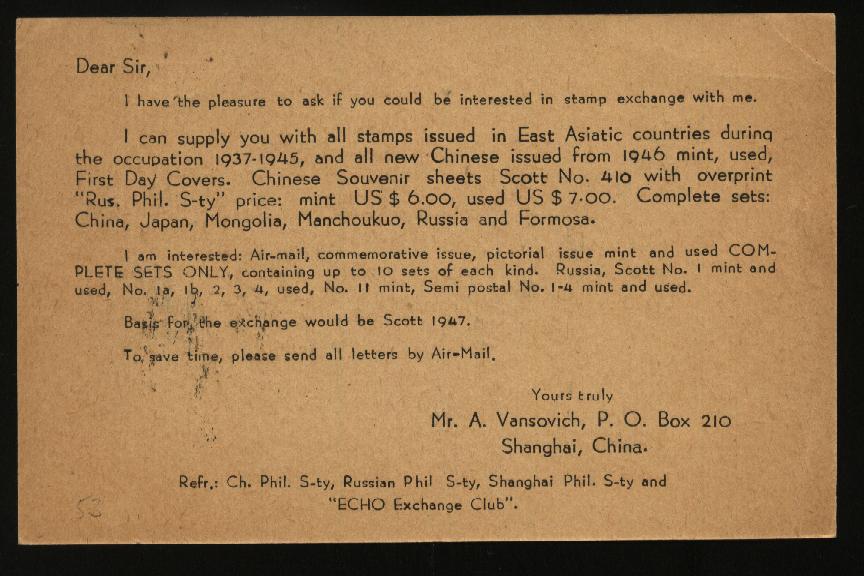 Dear Sir,
I have the pleasure to ask if you could be interested in stamp exchange with me.
I can supply you with all stamps issued in East Asiatic countries during
the occupation 1937-1945, and all new Chinese issued from 1946 mint, used,
First Day Covers. Chinese Souvenir sheets Scott No. 410 with overprint
"Rus. Phil. S-ty" price: mint US $ 6.00, used US $ 7.00. Complete sets:
China, Japan, Mongolia, Manchoukuo, Russia and Formosa.
I am interested: Air-mail, commemorative issue, pictorial issue mint and used COM-
PLETE SETS ONLY, containing up to 10 sets of each kind. Russia, Scott No. 1 mint and
used, No. 1a, 1b, 2, 3, 4, used, No. 11 mint, Semi postal No. 1-4 mint and used.
Basis for the exchange would be Scott 1947.
To save time, please send all letters by Air-Mail.
Yours truly
Mr. A. Vansovich, P. O. Box 210
Shanghai, China.
Refr.: Ch. Phil. S-ty, Russian Phil S-ty, Shanghai Phil. S-ty and
"ECHO Exchange Club".